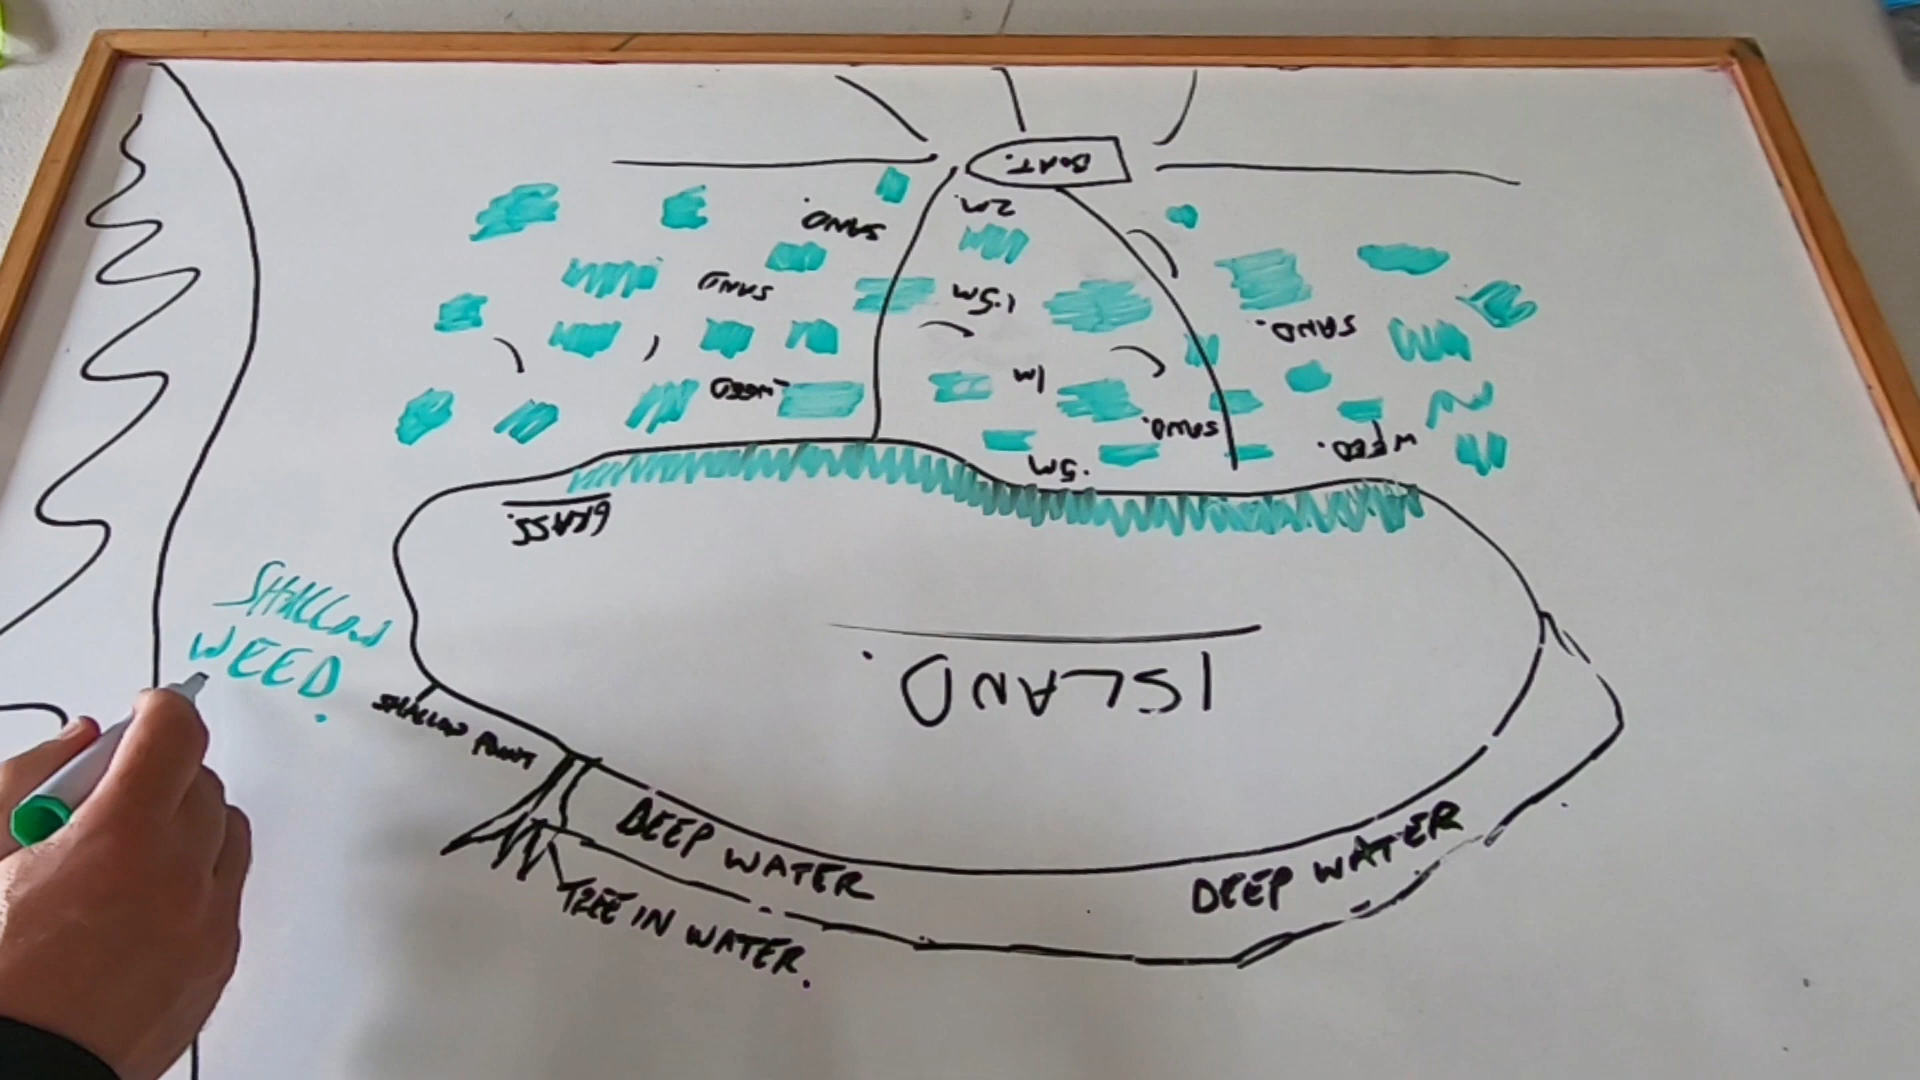 BOAT.
2M.
SAND.
1.5M
SAND
SAND.
1M
WEED
SAND.
WEED.
.5M
GRASS.
SHALLOW
WEED.
ISLAND.
SHALLOW POINT
DEEP WATER
DEEP WATER
TREE IN WATER.